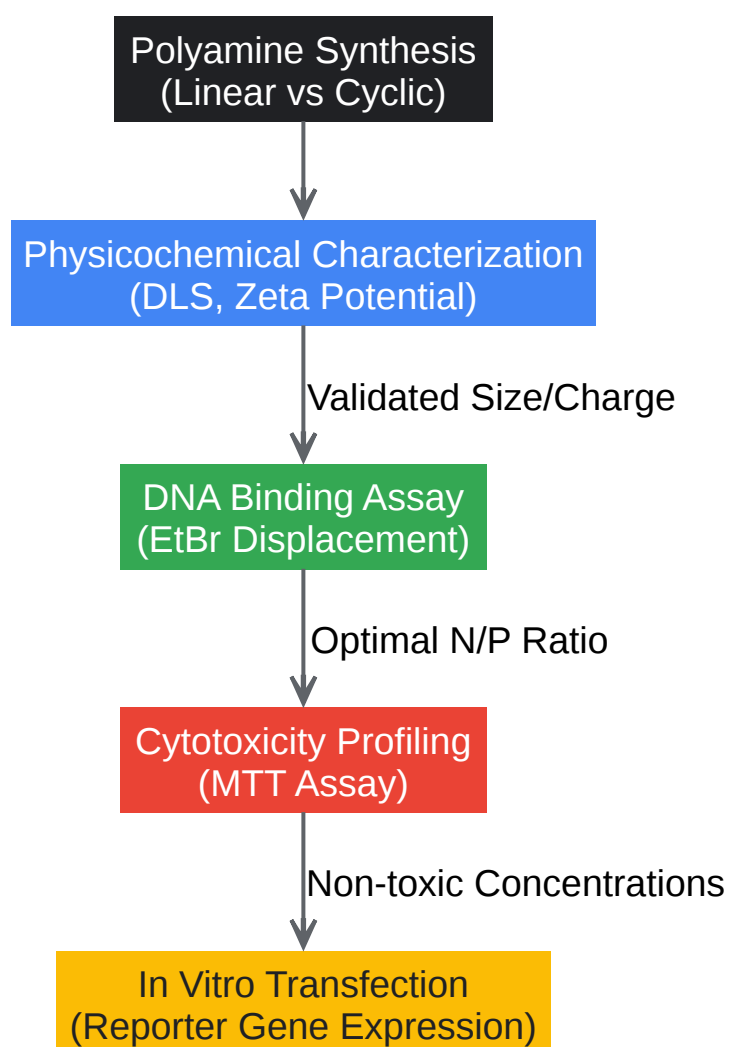 Polyamine Synthesis
(Linear vs Cyclic)
Physicochemical Characterization
(DLS, Zeta Potential)
Validated Size/Charge
DNA Binding Assay
(EtBr Displacement)
Optimal N/P Ratio
Cytotoxicity Profiling
(MTT Assay)
Non-toxic Concentrations
In Vitro Transfection
(Reporter Gene Expression)